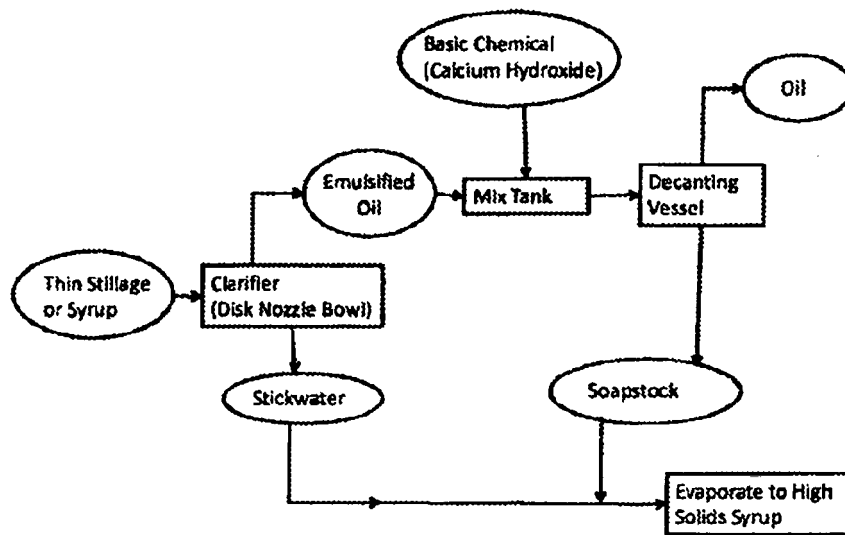 Basic Chemical
(Calcium Hydroxide)
Oil
Emulsified
Oil
Mix Tank
Decanting
Vessel
Thin Stillage
or Syrup
Clarifier
(Disk Nozzle Bowl)
Stickwater
Soapstock
Evaporate to High
Solids Syrup